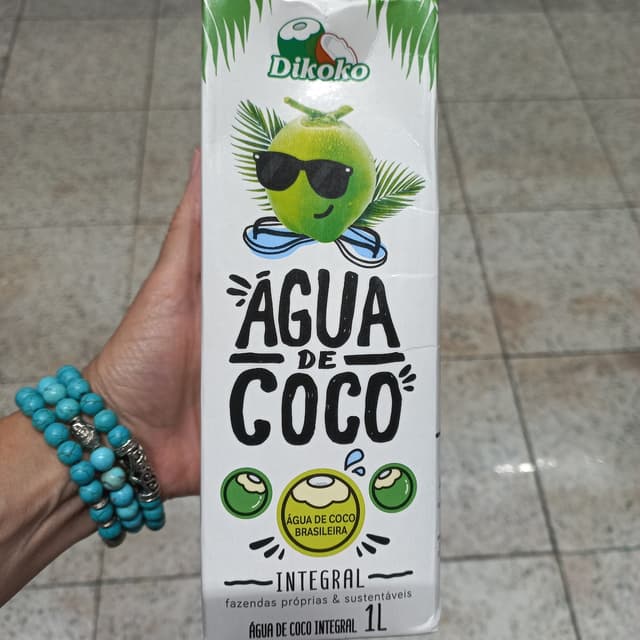 Dikoko
ÁGUA
DE
COCO
ÁGUA DE COCO
BRASILEIRA
INTEGRAL
fazendas próprias & sustentáveis
ÁGUA DE COCO INTEGRAL 1L